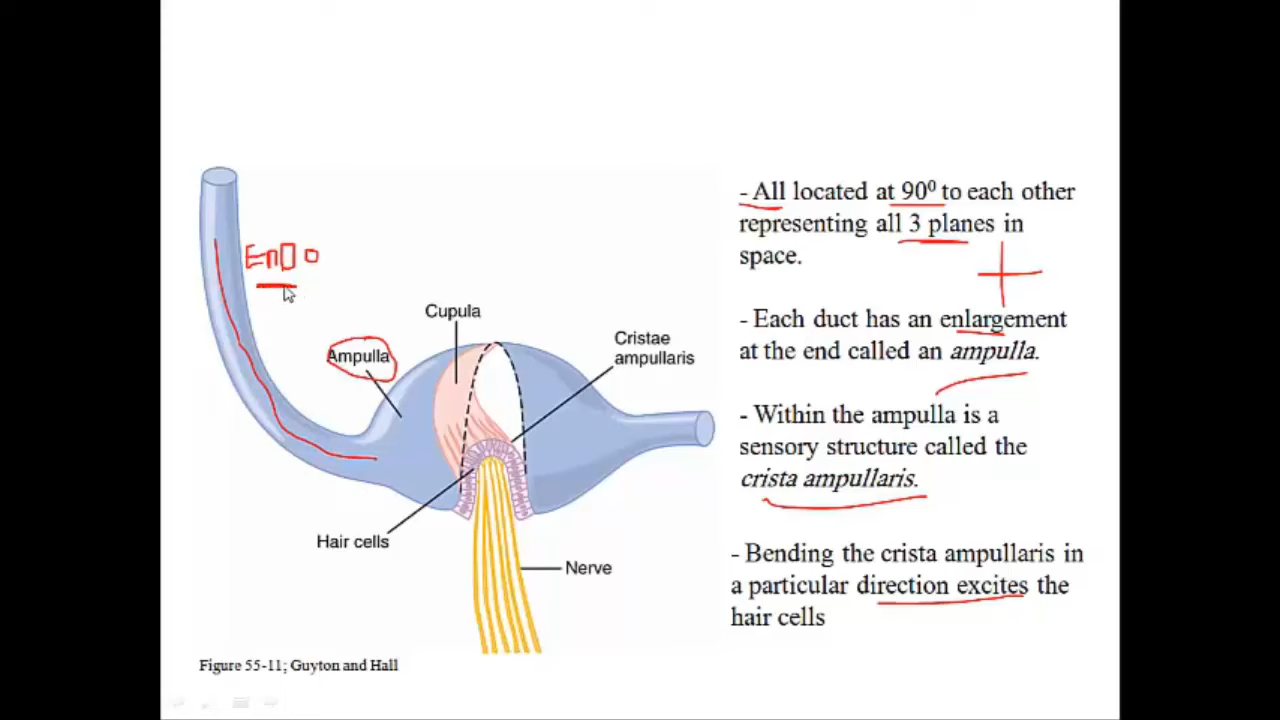 - All located at 90⁰ to each other
representing all 3 planes in
space.
EnDo
Cupula
- Each duct has an enlargement
at the end called an ampulla.
Cristae
ampullaris
Ampulla
- Within the ampulla is a
sensory structure called the
crista ampullaris.
Hair cells
Nerve
- Bending the crista ampullaris in
a particular direction excites the
hair cells
Figure 55-11; Guyton and Hall